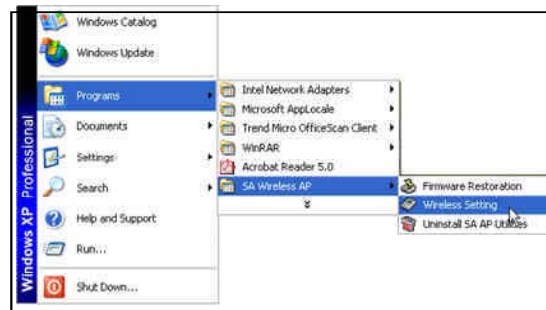 Windows Catalog
Windows Update
Programs
Documents
Settings
Search
Help and Support
Run...
Shut Down...
Windows XP Professional
Intel Network Adapters
Microsoft AppLocale
Trend Micro OfficeScan Client
WinRAR
Acrobat Reader 5.0
SA Wireless AP
Firmware Restoration
Wireless Setting
Uninstall SA AP Utilities